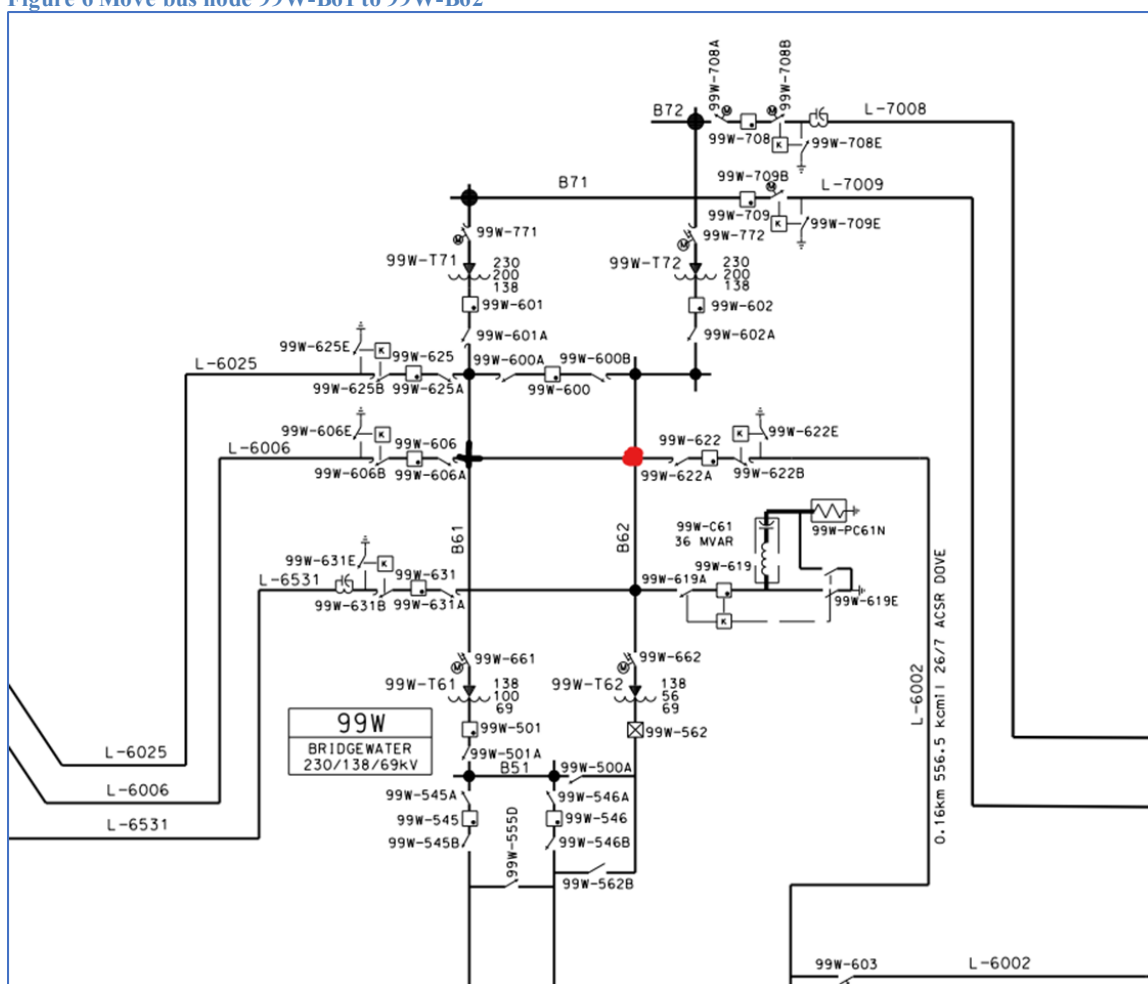 Figure 6 Move bus node 99W-B61 to 99W-B62
99W-708A
99W-708B
B72
M
M
L-7008
99W-708
K
99W-708E
99W-709B
B71
M
L-7009
99W-709
K
99W-709E
99W-771
M
99W-772
M
99W-T71
230
200
138
99W-T72
230
200
138
99W-601
99W-602
99W-601A
99W-602A
99W-625E
K
99W-625
99W-600A
99W-600B
L-6025
99W-625B
99W-625A
99W-600
99W-606E
K
99W-606
99W-622
K
99W-622E
L-6006
99W-606B
99W-606A
99W-622A
99W-622B
B61
B62
99W-C61
36 MVAR
99W-PC61N
99W-631E
K
99W-631
99W-619A
99W-619
L-6531
99W-631B
99W-631A
99W-619E
K
99W-661
M
99W-662
M
99W-T61
138
100
69
99W-T62
138
56
69
L-6002
0.16km 556.5 kcmil 26/7 ACSR DOVE
99W
BRIDGEWATER
230/138/69kV
99W-501
99W-562
99W-501A
B51
99W-500A
L-6025
L-6006
L-6531
99W-545A
99W-546A
99W-545
99W-546
99W-545B
99W-555D
99W-546B
99W-562B
99W-603
L-6002